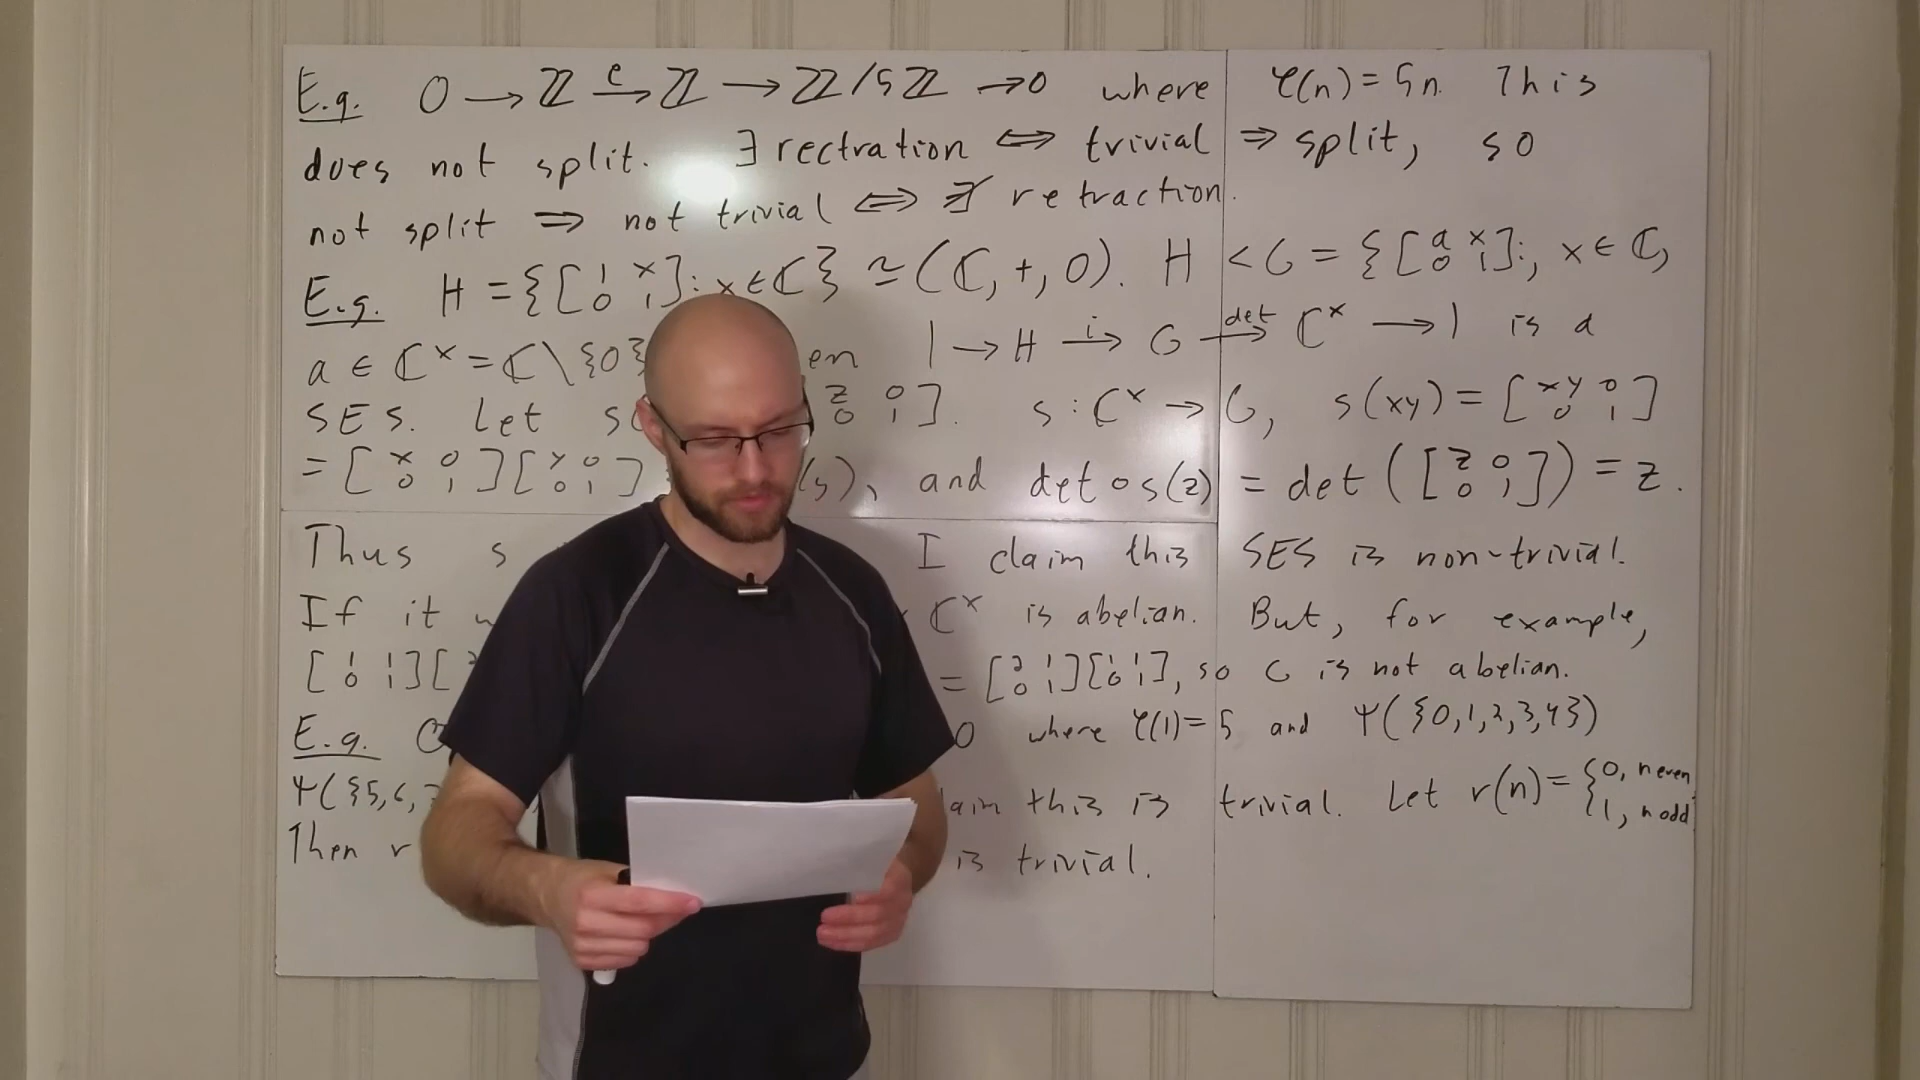 E.g. 0 → ℤ →^φ ℤ → ℤ/5ℤ → 0 where φ(n) = 5n. This
does not split. ∃ rectration ⇔ trivial ⇒ split, so
not split ⇒ not trivial ⇔ ∄ retraction.
E.g. H = {[1 x; 0 1]: x ∈ ℂ} ≃ (ℂ, +, 0). H < G = {[a x; 0 1]:, x ∈ ℂ,
a ∈ ℂ^× = ℂ\{0} en 1 → H →^i G →^det ℂ^× → 1 is a
SES. Let s( [z 0; 0 1]. s : ℂ^× → G, s(xy) = [xy 0; 0 1]
= [x 0; 0 1][y 0; 0 1] (y), and det∘s(z) = det([z 0; 0 1]) = z.
Thus s I claim this SES is non-trivial.
If it ℂ^× is abelian. But, for example,
[1 1; 0 1][ = [2 1; 0 1][1 1; 0 1], so G is not abelian.
E.g. 0 0 where φ(1) = 5 and ψ({0,1,2,3,4})
ψ({5,6, aim this is trivial. Let r(n) = {0, n even
1, n odd
Then r is trivial.